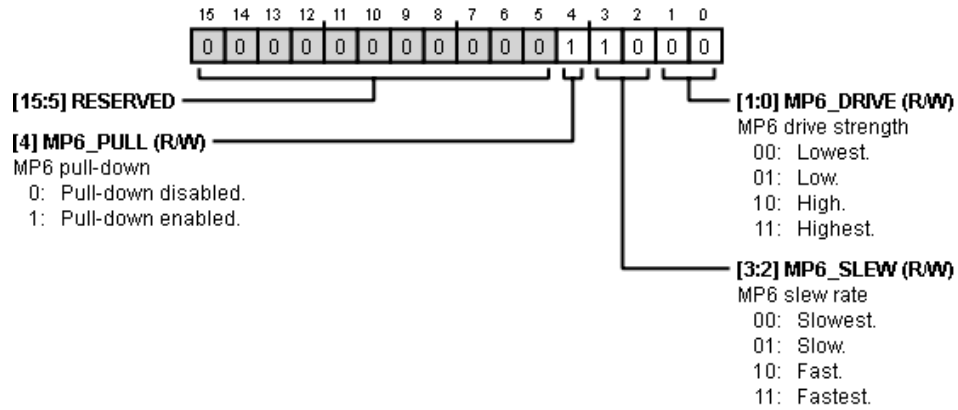 15 14 13 12 11 10 9 8 7 6 5 4 3 2 1 0
0 0 0 0 0 0 0 0 0 0 0 1 1 0 0 0
[15:5] RESERVED
[4] MP6_PULL (R/W)
MP6 pull-down
0: Pull-down disabled.
1: Pull-down enabled.
[1:0] MP6_DRIVE (R/W)
MP6 drive strength
00: Lowest.
01: Low.
10: High.
11: Highest.
[3:2] MP6_SLEW (R/W)
MP6 slew rate
00: Slowest.
01: Slow.
10: Fast.
11: Fastest.